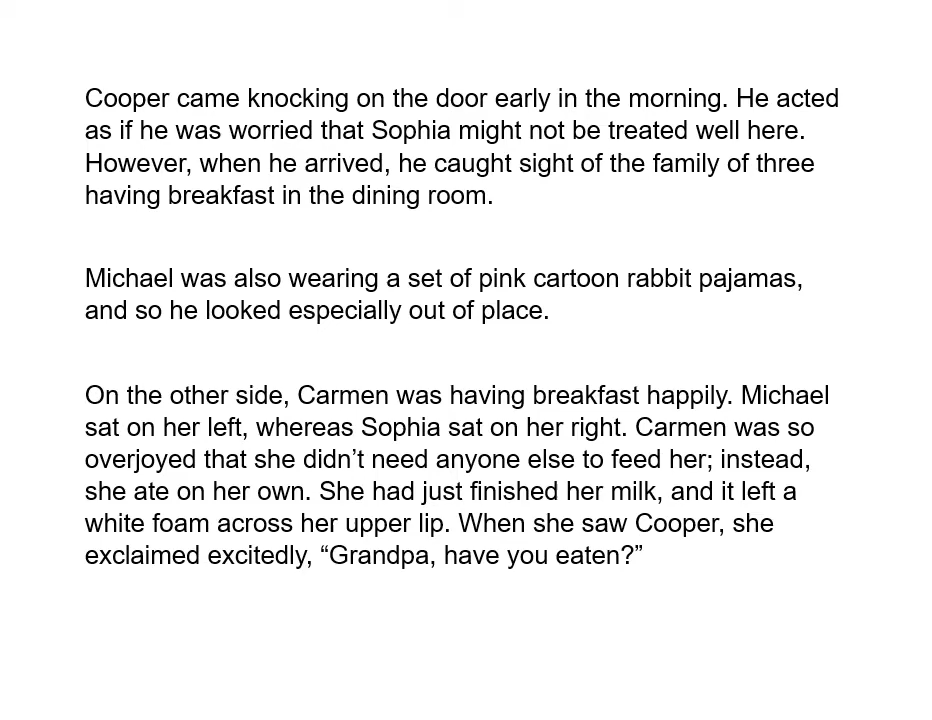 Cooper came knocking on the door early in the morning. He acted
as if he was worried that Sophia might not be treated well here.
However, when he arrived, he caught sight of the family of three
having breakfast in the dining room.
Michael was also wearing a set of pink cartoon rabbit pajamas,
and so he looked especially out of place.
On the other side, Carmen was having breakfast happily. Michael
sat on her left, whereas Sophia sat on her right. Carmen was so
overjoyed that she didn’t need anyone else to feed her; instead,
she ate on her own. She had just finished her milk, and it left a
white foam across her upper lip. When she saw Cooper, she
exclaimed excitedly, “Grandpa, have you eaten?”